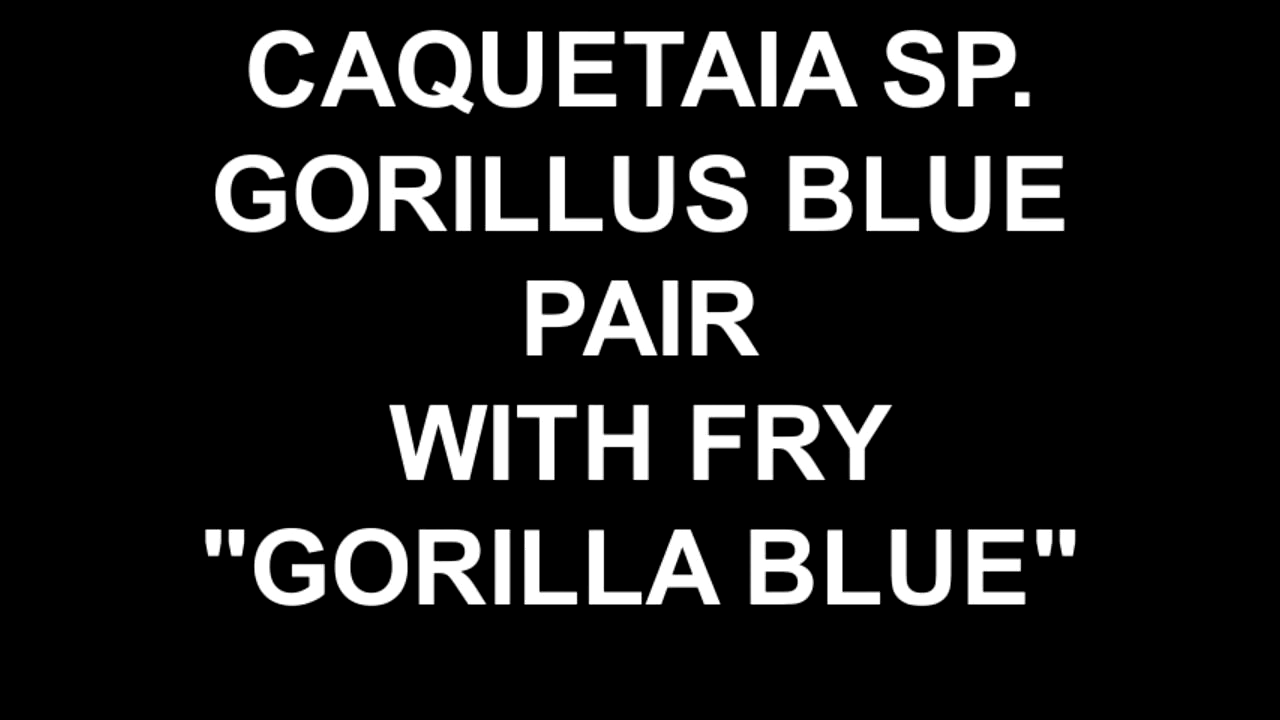 CAQUETAIA SP.
GORILLUS BLUE
PAIR
WITH FRY
"GORILLA BLUE"